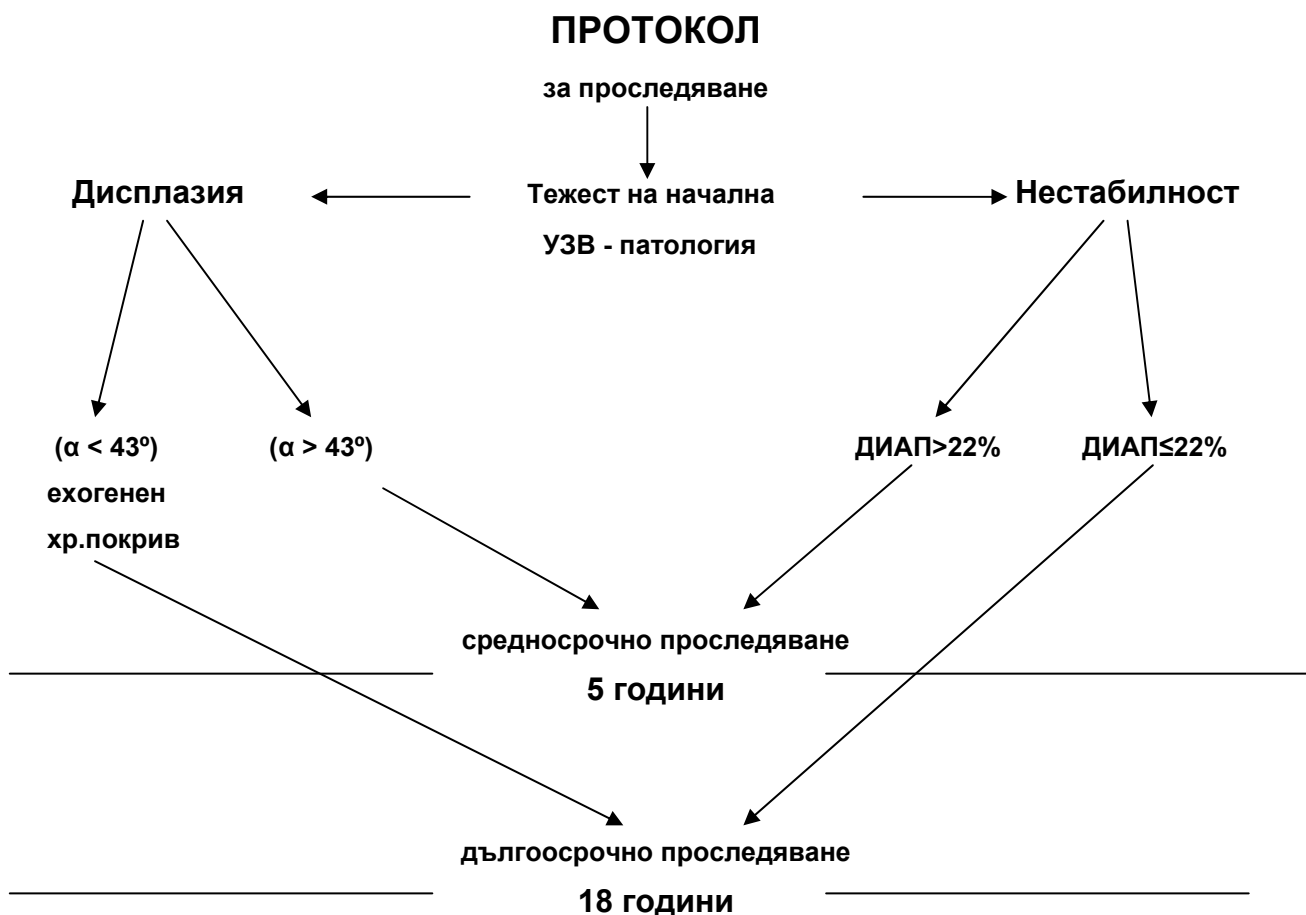 ПРОТОКОЛ
за проследяване
Дисплазия
Тежест на начална
УЗВ - патология
Нестабилност
(α < 43º)
ехогенен
хр.покрив
(α > 43º)
ДИАП>22%
ДИАП≤22%
средносрочно проследяване
5 години
дългоосрочно проследяване
18 години